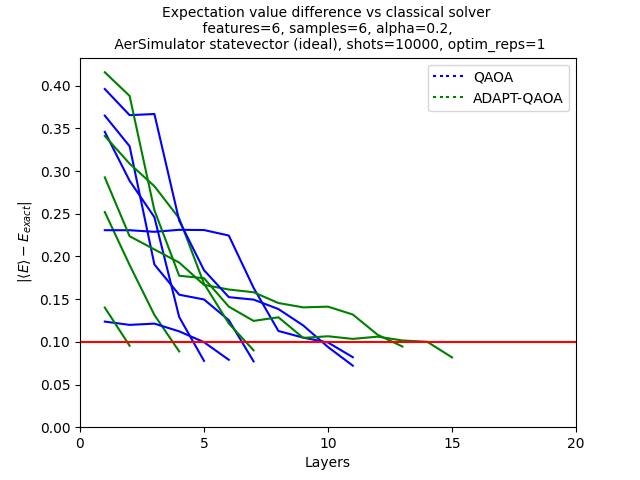 Expectation value difference vs classical solver
features=6, samples=6, alpha=0.2,
AerSimulator statevector (ideal), shots=10000, optim_reps=1
QAOA
ADAPT-QAOA
0.40
0.35
0.30
0.25
0.20
0.15
0.10
0.05
0.00
|⟨E⟩ − E_exact|
0 5 10 15 20
Layers